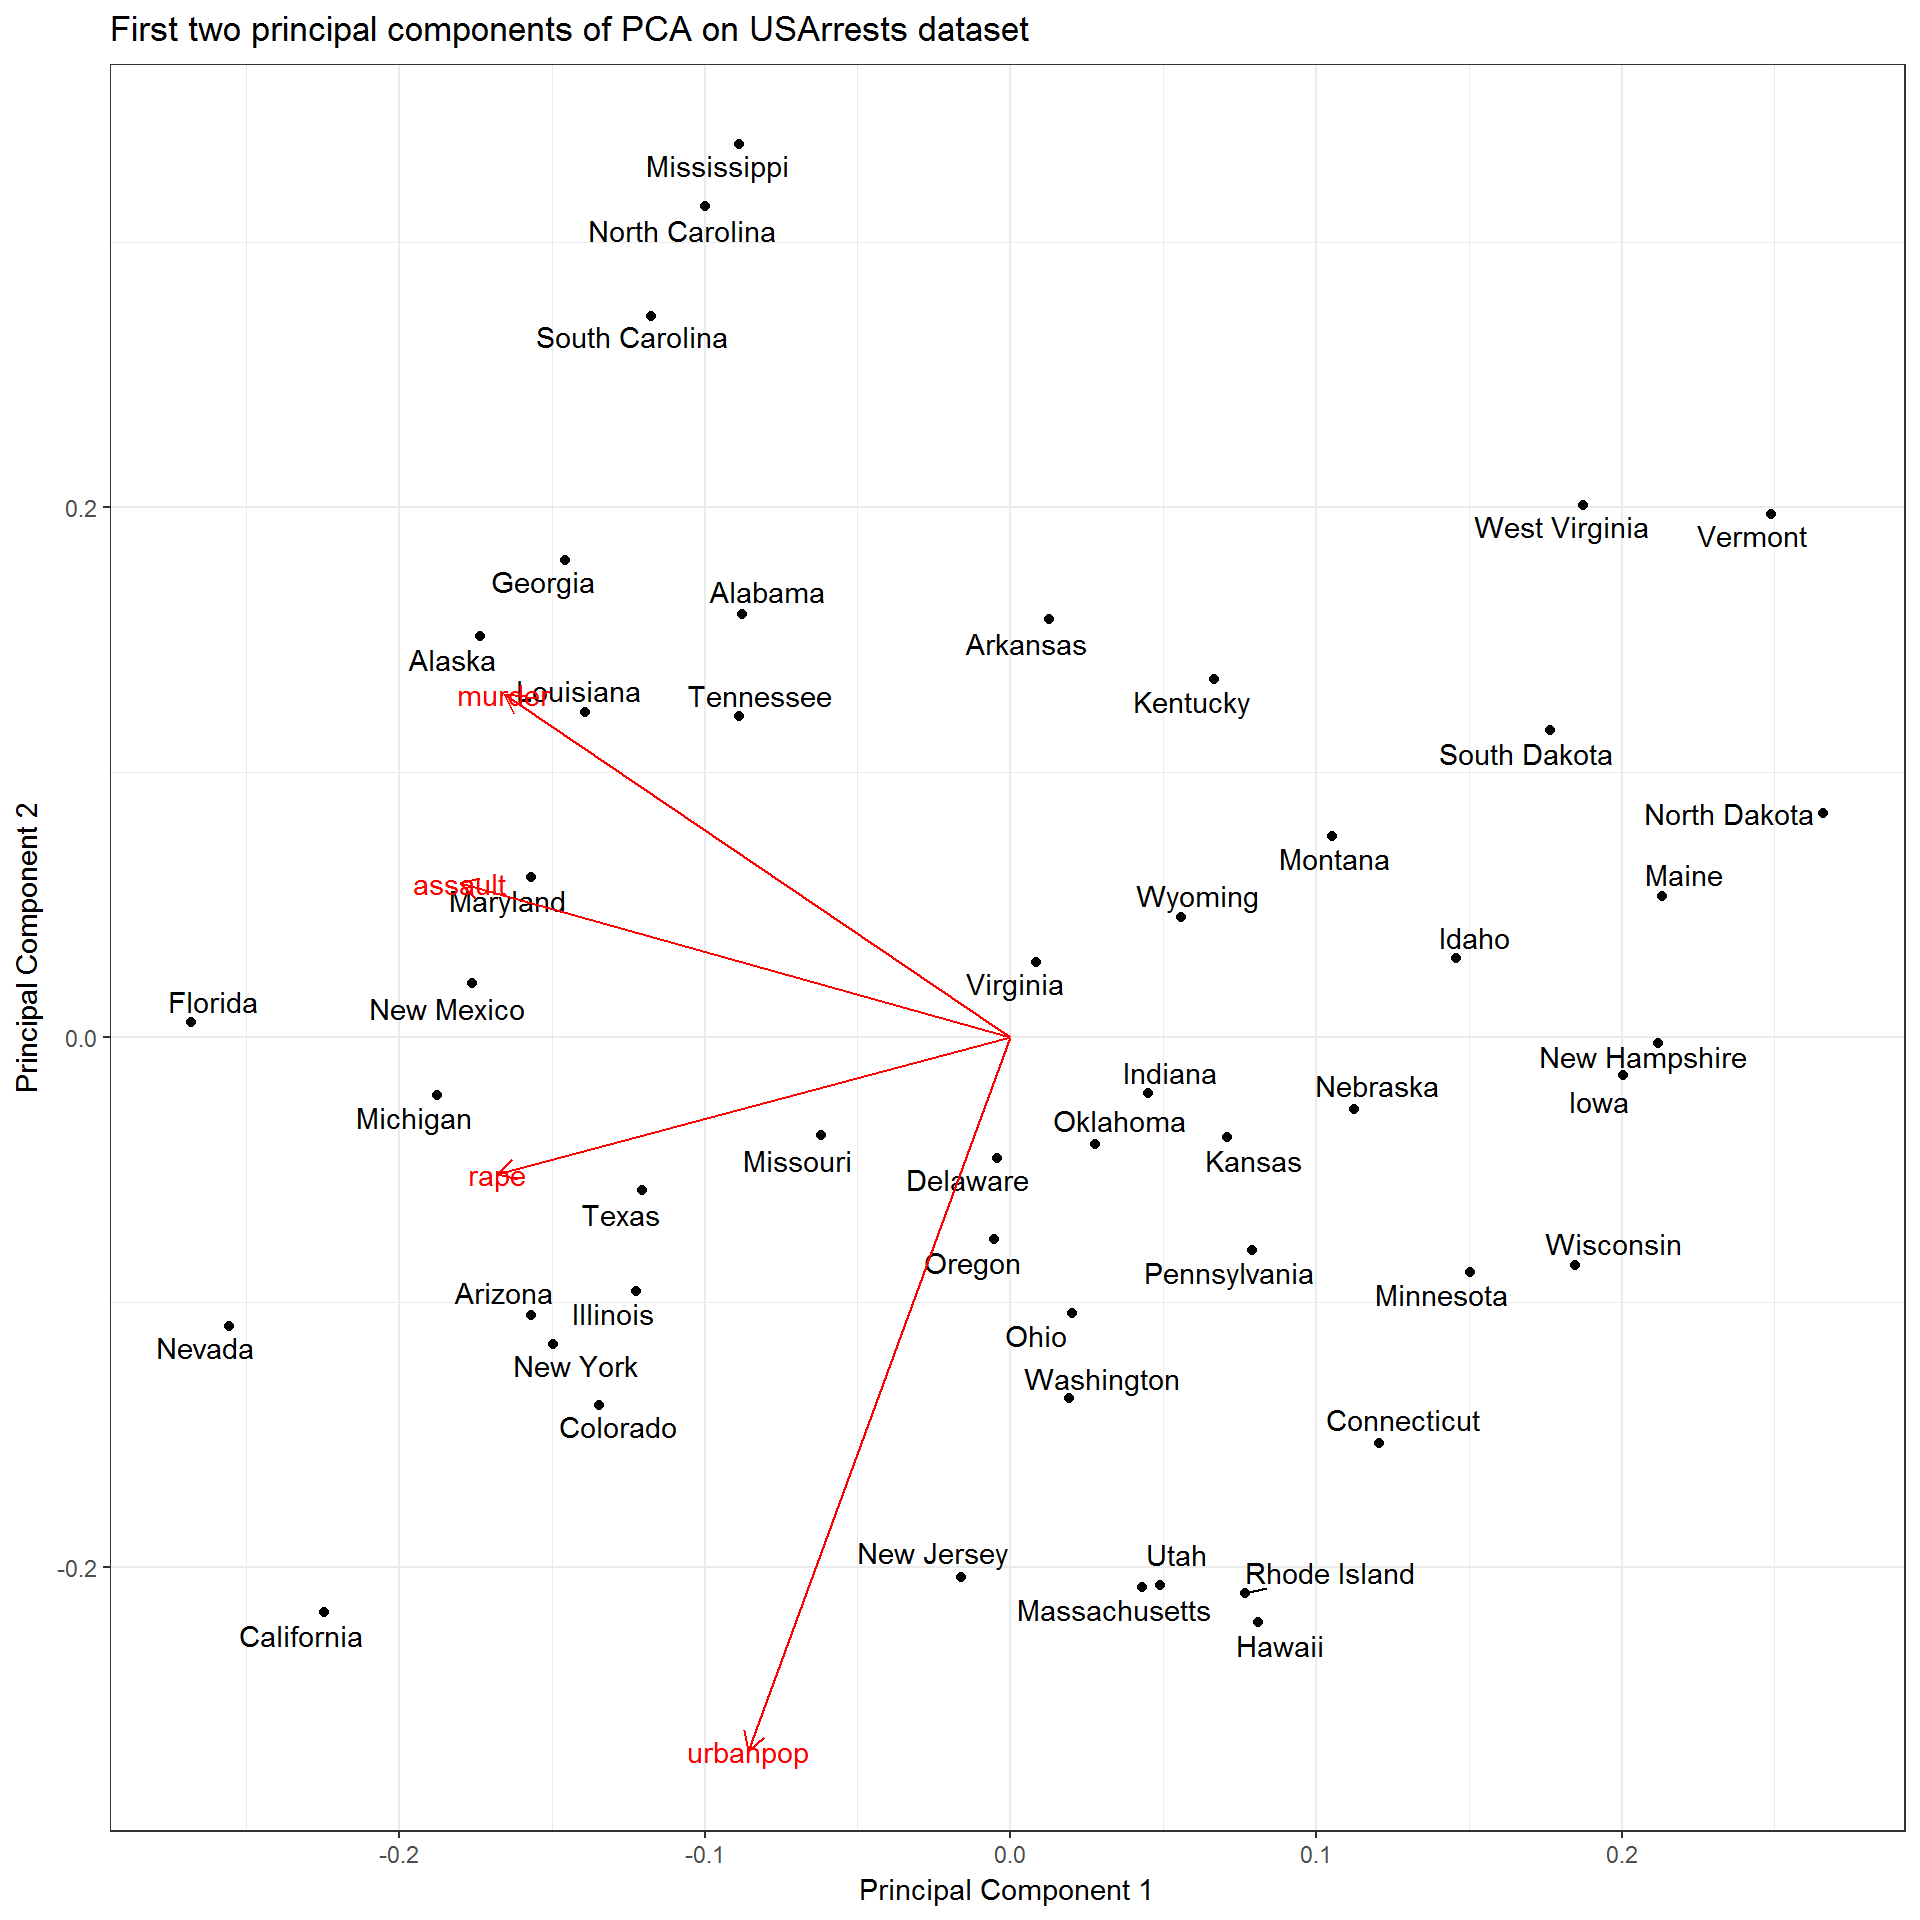 First two principal components of PCA on USArrests dataset
Mississippi
North Carolina
South Carolina
0.2
West Virginia
Vermont
Georgia
Alabama
Arkansas
Alaska
murder
Louisiana
Tennessee
Kentucky
South Dakota
North Dakota
Montana
Maine
assault
Maryland
Wyoming
Idaho
Virginia
Florida
New Mexico
0.0
New Hampshire
Indiana
Nebraska
Iowa
Michigan
Oklahoma
Missouri
Kansas
rape
Delaware
Texas
Oregon
Wisconsin
Pennsylvania
Arizona
Minnesota
Illinois
Ohio
Nevada
New York
Washington
Colorado
Connecticut
New Jersey
Utah
-0.2
Rhode Island
Massachusetts
California
Hawaii
urbanpop
-0.2
-0.1
0.0
0.1
0.2
Principal Component 1
Principal Component 2